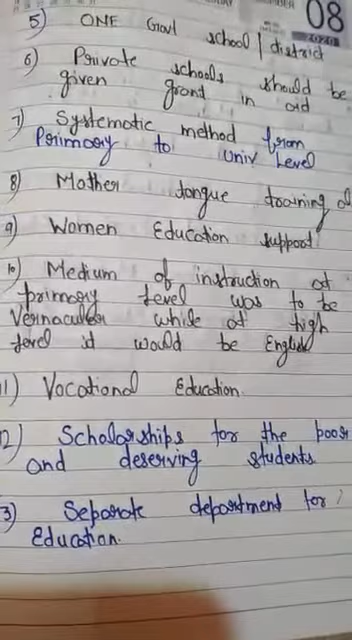 08
2020
5) ONE Govt school / district
6) Private schools should be
given grant in aid
7) Systematic method from
Primary to Univ Level
8) Mother tongue training of
9) Women Education support
10) Medium of instruction at
primary level was to be
Vernacular while at high
level it would be English
11) Vocational Education.
12) Scholarships for the poor
and deserving students.
3) Separate department for
Education.